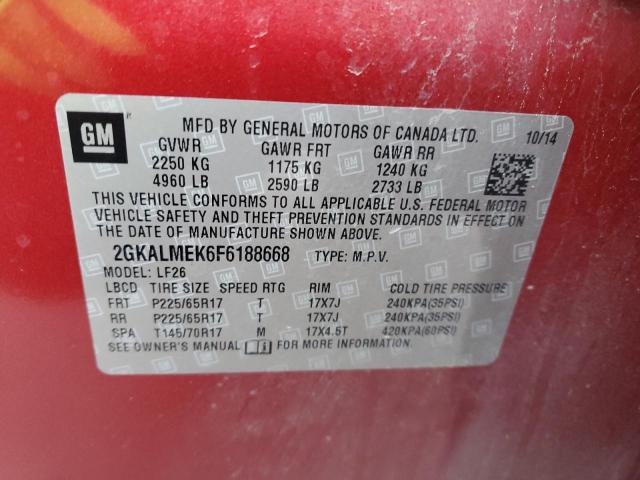 GM
MFD BY GENERAL MOTORS OF CANADA LTD. 10/14
GVWR GAWR FRT GAWR RR
2250 KG 1175 KG 1240 KG
4960 LB 2590 LB 2733 LB
THIS VEHICLE CONFORMS TO ALL APPLICABLE U.S. FEDERAL MOTOR
VEHICLE SAFETY AND THEFT PREVENTION STANDARDS IN EFFECT ON
THE DATE OF MANUFACTURE SHOWN ABOVE.
2GKALMEK6F6188668 TYPE: M.P.V.
MODEL: LF26
LBCD TIRE SIZE SPEED RTG RIM COLD TIRE PRESSURE
FRT P225/65R17 T 17X7J 240KPA(35PSI)
RR P225/65R17 T 17X7J 240KPA(35PSI)
SPA T145/70R17 M 17X4.5T 420KPA(60PSI)
SEE OWNER'S MANUAL FOR MORE INFORMATION.